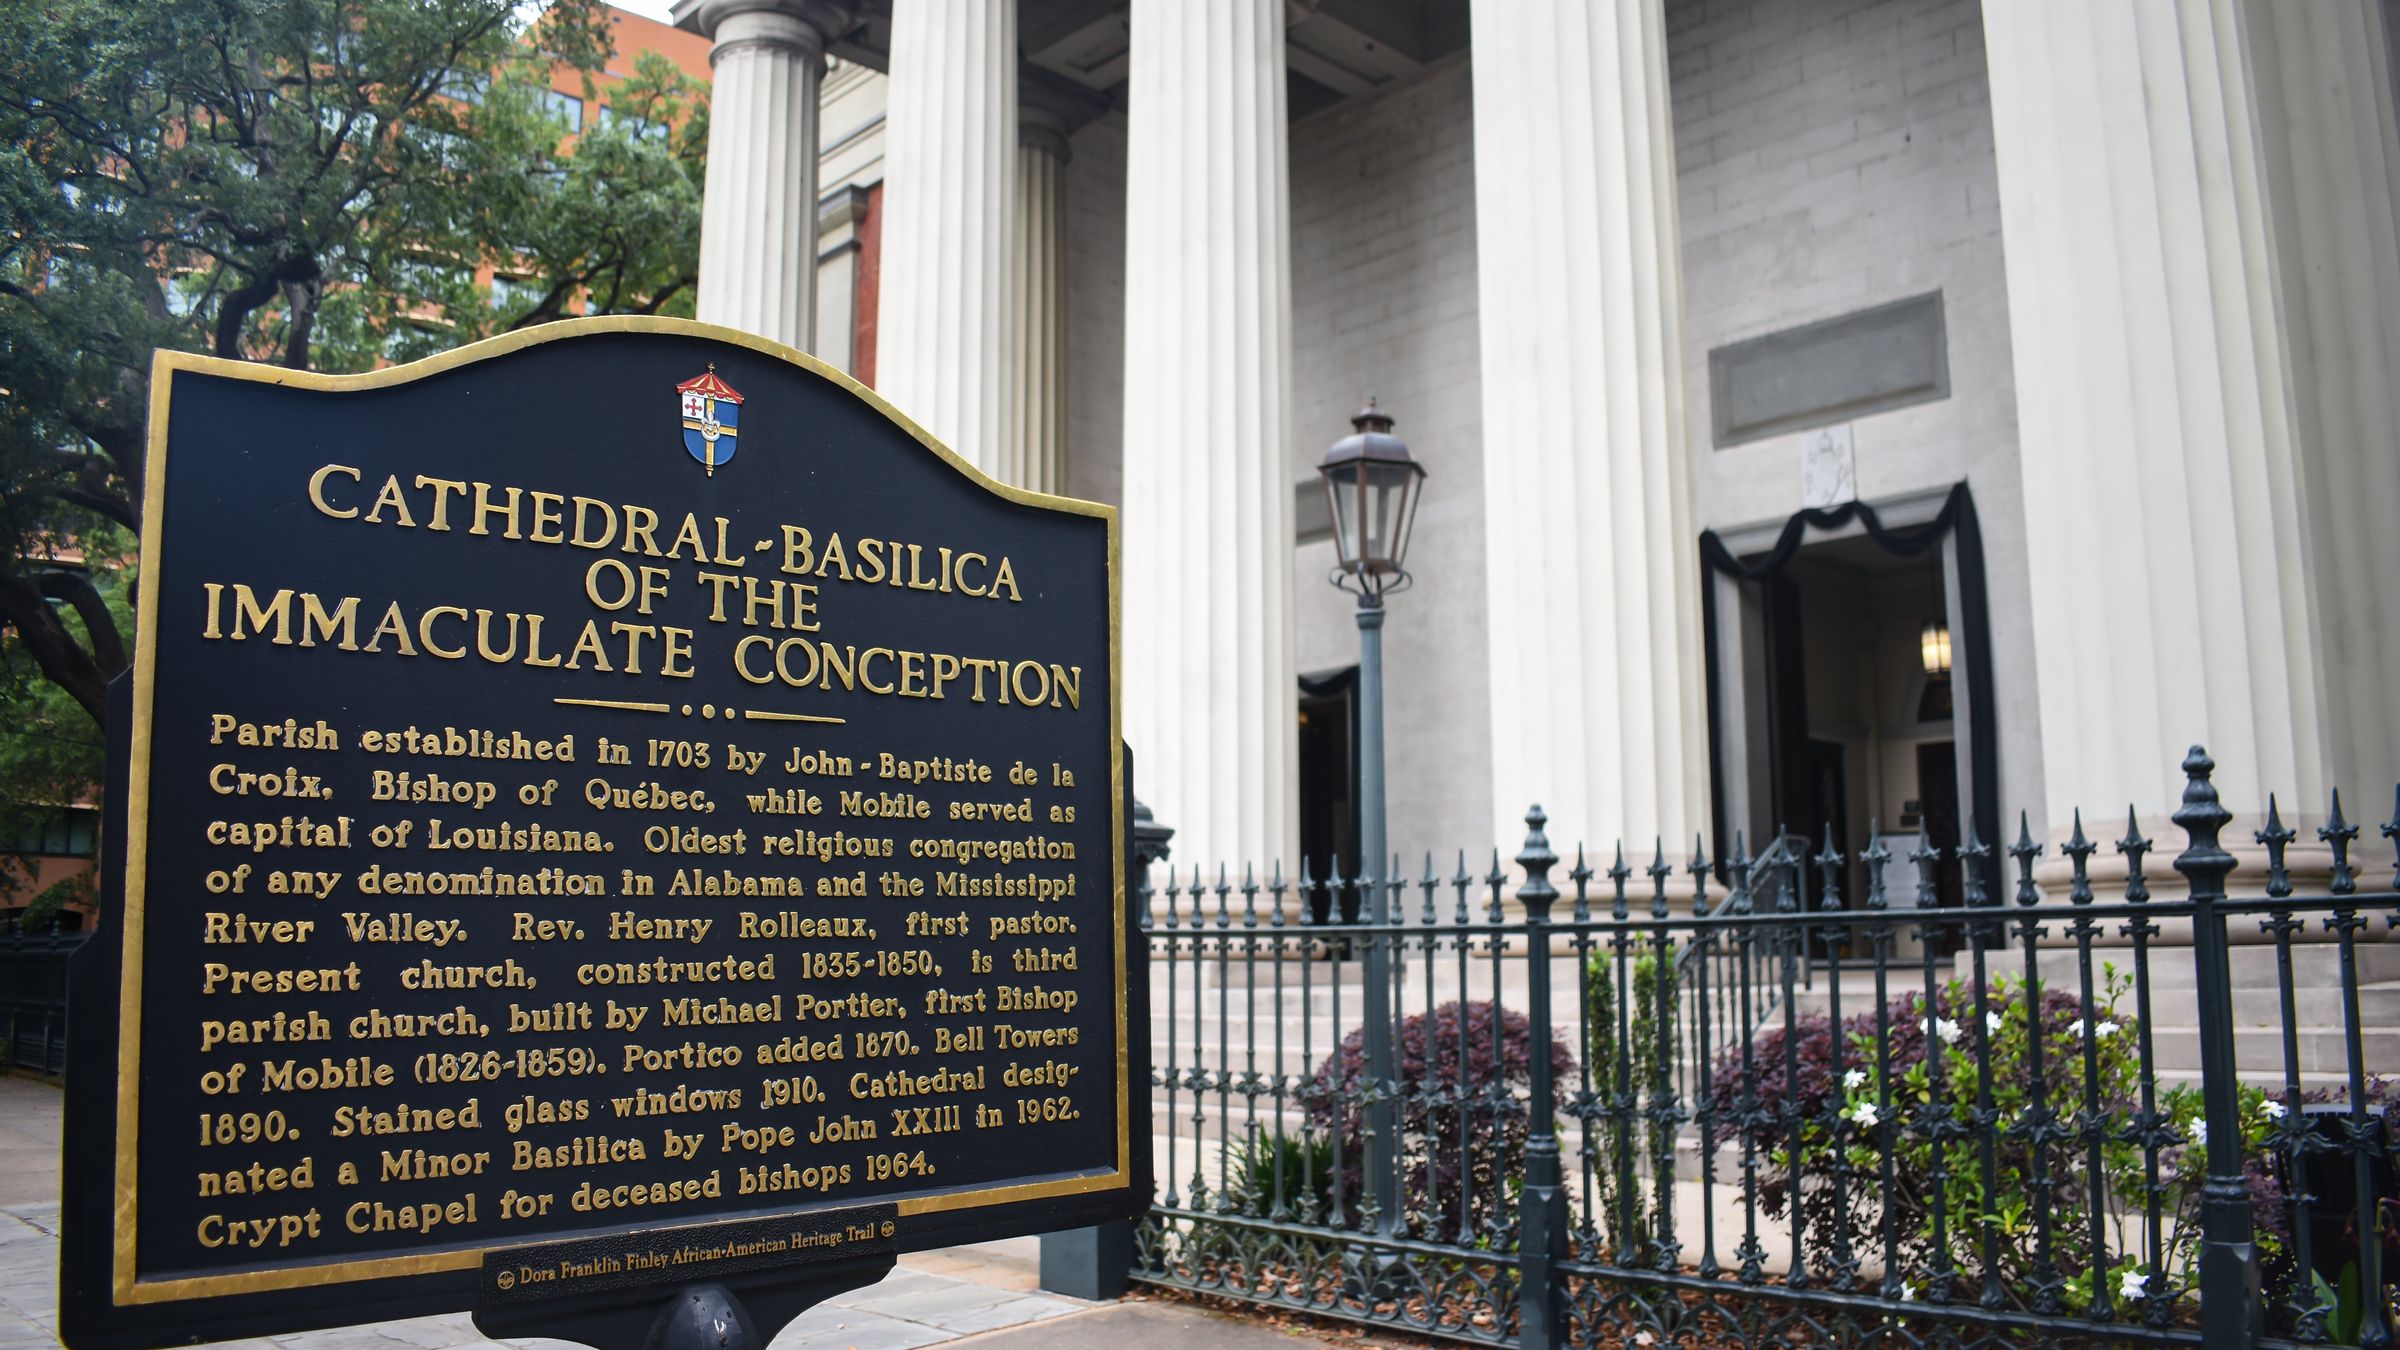 CATHEDRAL-BASILICA
OF THE
IMMACULATE CONCEPTION
Parish established in 1703 by John-Baptiste de la
Croix, Bishop of Québec, while Mobile served as
capital of Louisiana. Oldest religious congregation
of any denomination in Alabama and the Mississippi
River Valley. Rev. Henry Rolleaux, first pastor.
Present church, constructed 1835-1850, is third
parish church, built by Michael Portier, first Bishop
of Mobile (1826-1859). Portico added 1870. Bell Towers
1890. Stained glass windows 1910. Cathedral desig-
nated a Minor Basilica by Pope John XXIII in 1962.
Crypt Chapel for deceased bishops 1964.
Dora Franklin Finley African-American Heritage Trail